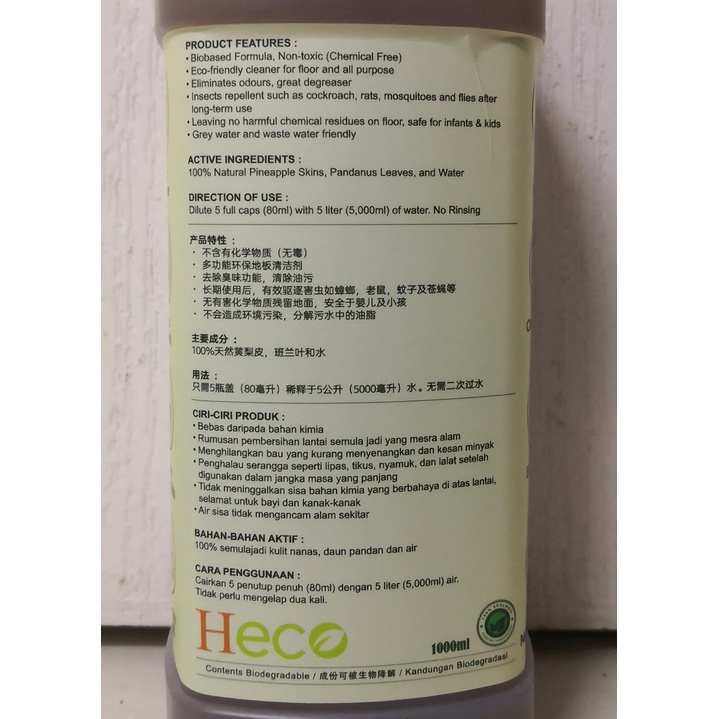 PRODUCT FEATURES :
• Biobased Formula, Non-toxic (Chemical Free)
• Eco-friendly cleaner for floor and all purpose
• Eliminates odours, great degreaser
• Insects repellent such as cockroach, rats, mosquitoes and flies after
long-term use
• Leaving no harmful chemical residues on floor, safe for infants & kids
• Grey water and waste water friendly
ACTIVE INGREDIENTS :
100% Natural Pineapple Skins, Pandanus Leaves, and Water
DIRECTION OF USE :
Dilute 5 full caps (80ml) with 5 liter (5,000ml) of water. No Rinsing
产品特性 :
· 不含有化学物质（无毒）
· 多功能环保地板清洁剂
· 去除臭味功能，清除油污
· 长期使用后，有效驱逐害虫如蟑螂，老鼠，蚊子及苍蝇等
· 无有害化学物质残留地面，安全于婴儿及小孩
· 不会造成环境污染，分解污水中的油脂
主要成分 :
100%天然黄梨皮，班兰叶和水
用法 :
只需5瓶盖（80毫升）稀释于5公升（5000毫升）水。无需二次过水
CIRI-CIRI PRODUK :
• Bebas daripada bahan kimia
• Rumusan pembersihan lantai semula jadi yang mesra alam
• Menghilangkan bau yang kurang menyenangkan dan kesan minyak
• Penghalau serangga seperti lipas, tikus, nyamuk, dan lalat setelah
digunakan dalam jangka masa yang panjang
• Tidak meninggalkan sisa bahan kimia yang berbahaya di atas lantai,
selamat untuk bayi dan kanak-kanak
• Air sisa tidak mengancam alam sekitar
BAHAN-BAHAN AKTIF :
100% semulajadi kulit nanas, daun pandan dan air
CARA PENGGUNAAN :
Cairkan 5 penutup penuh (80ml) dengan 5 liter (5,000ml) air.
Tidak perlu mengelap dua kali.
Heco
1000ml
Contents Biodegradable / 成份可被生物降解 / Kandungan Biodegradasi